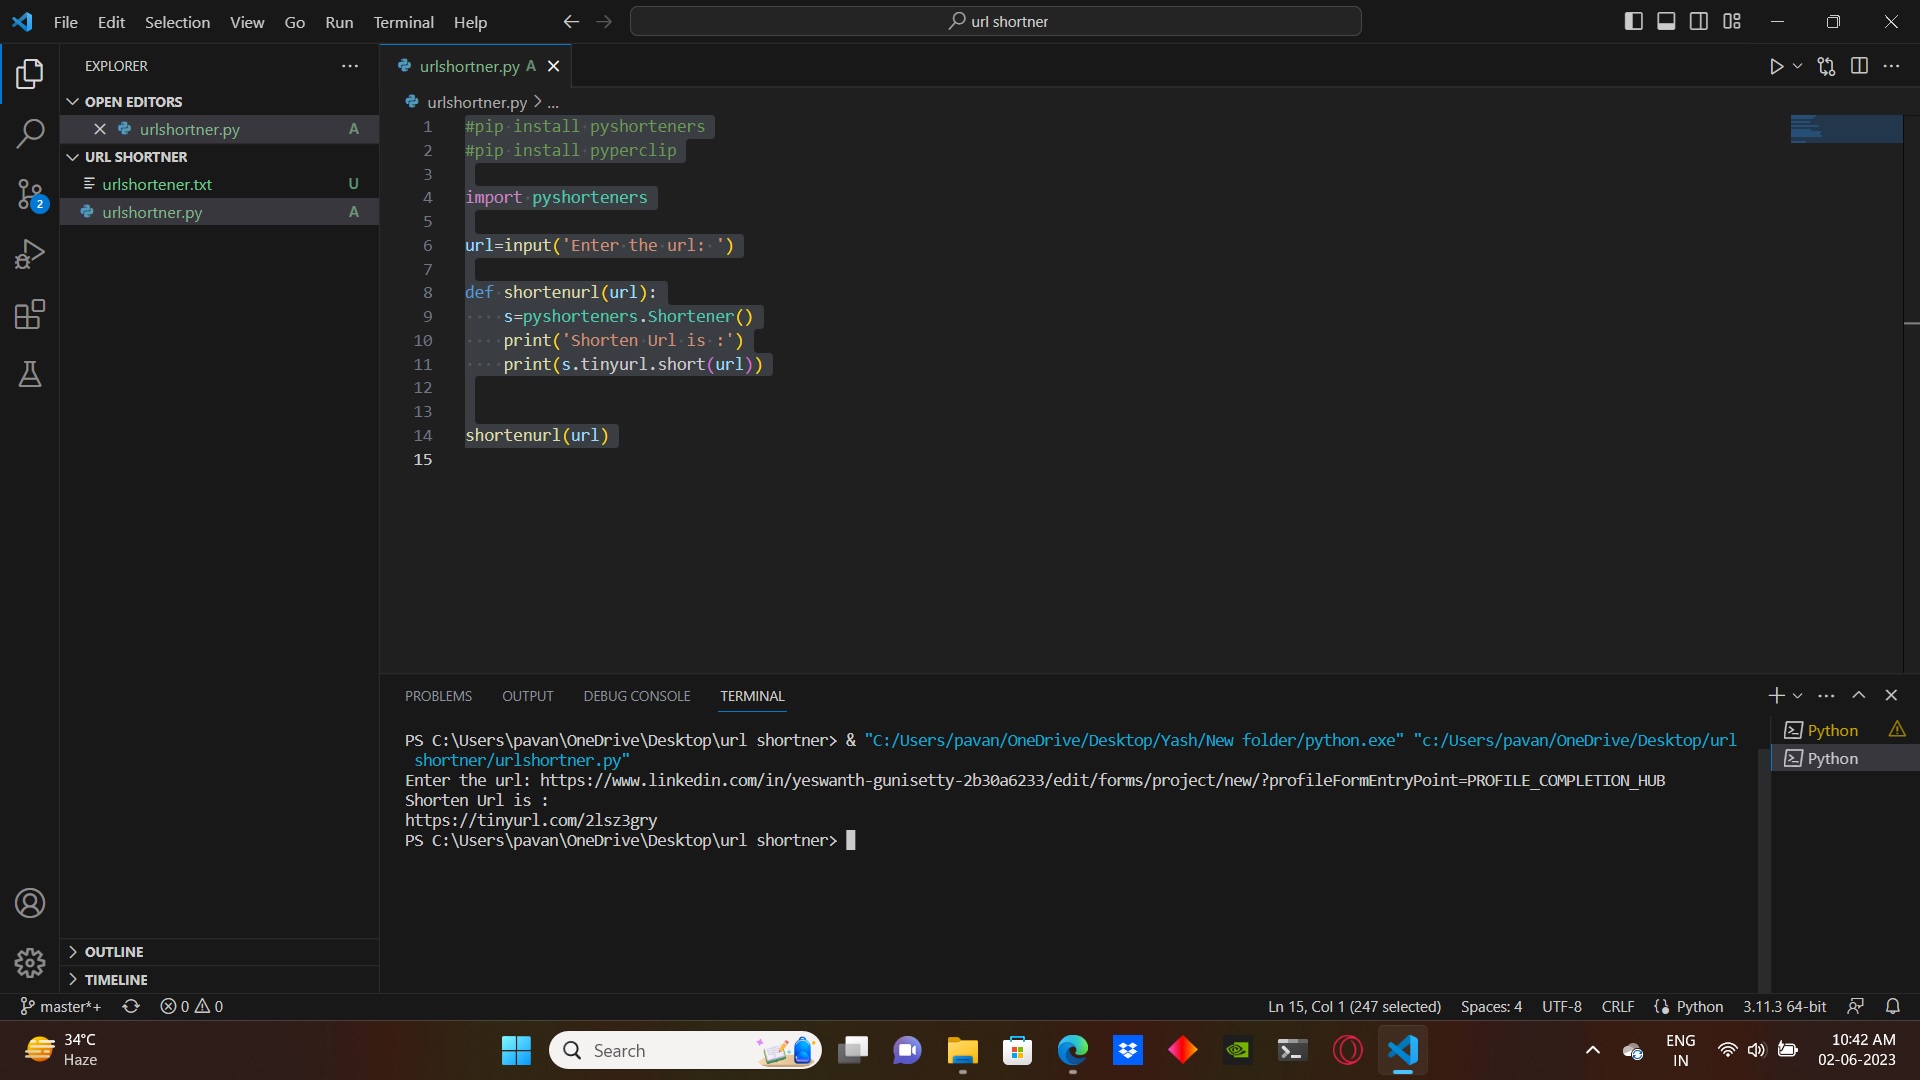 File Edit Selection View Go Run Terminal Help
url shortner
EXPLORER
OPEN EDITORS
urlshortner.py A
URL SHORTNER
urlshortener.txt U
urlshortner.py A
OUTLINE
TIMELINE
urlshortner.py A
urlshortner.py > ...
1 #pip install pyshorteners
2 #pip install pyperclip
3
4 import pyshorteners
5
6 url=input('Enter the url: ')
7
8 def shortenurl(url):
9     s=pyshorteners.Shortener()
10     print('Shorten Url is :')
11     print(s.tinyurl.short(url))
12
13
14 shortenurl(url)
15
PROBLEMS OUTPUT DEBUG CONSOLE TERMINAL
PS C:\Users\pavan\OneDrive\Desktop\url shortner> & "C:/Users/pavan/OneDrive/Desktop/Yash/New folder/python.exe" "c:/Users/pavan/OneDrive/Desktop/url
shortner/urlshortner.py"
Enter the url: https://www.linkedin.com/in/yeswanth-gunisetty-2b30a6233/edit/forms/project/new/?profileFormEntryPoint=PROFILE_COMPLETION_HUB
Shorten Url is :
https://tinyurl.com/2lsz3gry
PS C:\Users\pavan\OneDrive\Desktop\url shortner>
Python
Python
2
master*+ 0 0 Ln 15, Col 1 (247 selected) Spaces: 4 UTF-8 CRLF Python 3.11.3 64-bit
34°C
Haze
Search
ENG
IN
10:42 AM
02-06-2023